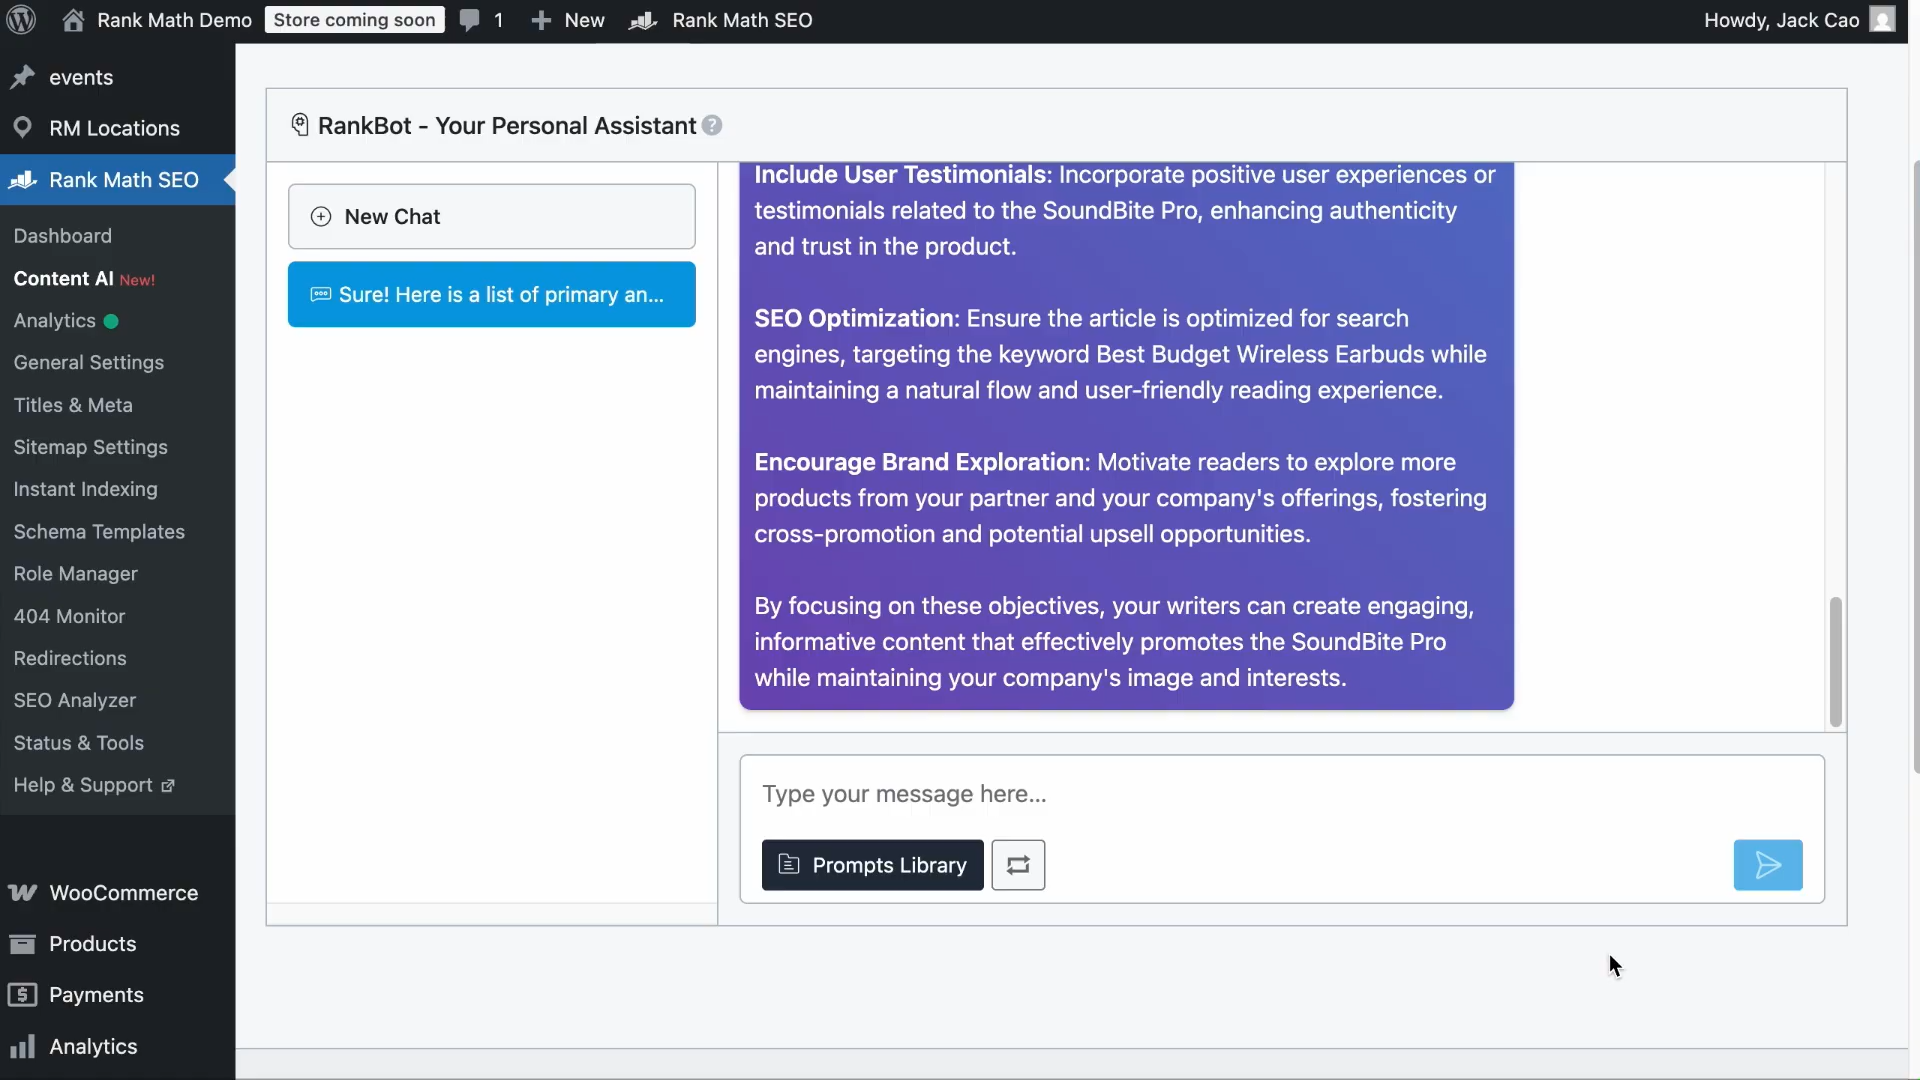 Rank Math Demo Store coming soon 1 New Rank Math SEO Howdy, Jack Cao
events
RM Locations
Rank Math SEO
Dashboard
Content AI New!
Analytics
General Settings
Titles & Meta
Sitemap Settings
Instant Indexing
Schema Templates
Role Manager
404 Monitor
Redirections
SEO Analyzer
Status & Tools
Help & Support
WooCommerce
Products
Payments
Analytics
RankBot - Your Personal Assistant ?
New Chat
Sure! Here is a list of primary an...
Include User Testimonials: Incorporate positive user experiences or
testimonials related to the SoundBite Pro, enhancing authenticity
and trust in the product.
SEO Optimization: Ensure the article is optimized for search
engines, targeting the keyword Best Budget Wireless Earbuds while
maintaining a natural flow and user-friendly reading experience.
Encourage Brand Exploration: Motivate readers to explore more
products from your partner and your company's offerings, fostering
cross-promotion and potential upsell opportunities.
By focusing on these objectives, your writers can create engaging,
informative content that effectively promotes the SoundBite Pro
while maintaining your company's image and interests.
Type your message here...
Prompts Library